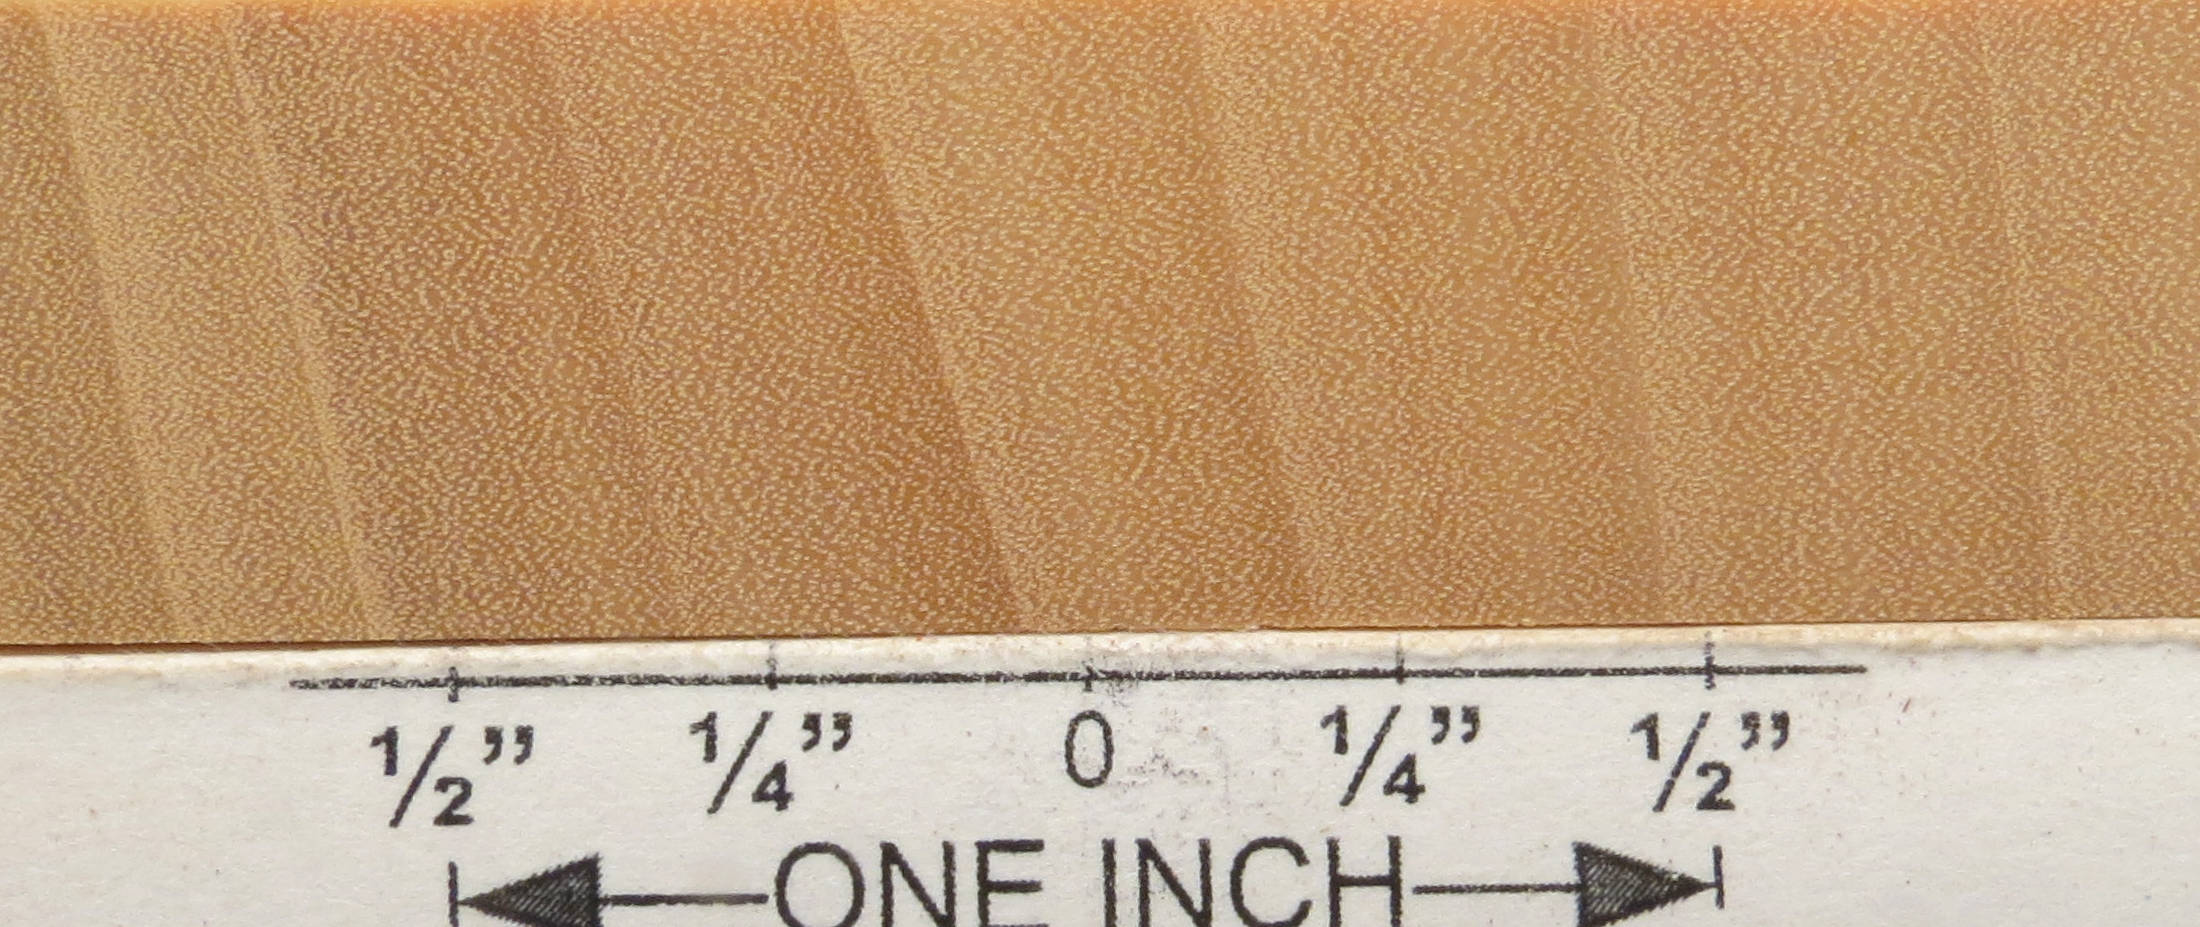 ½” ¼” 0 ¼” ½”
ONE INCH